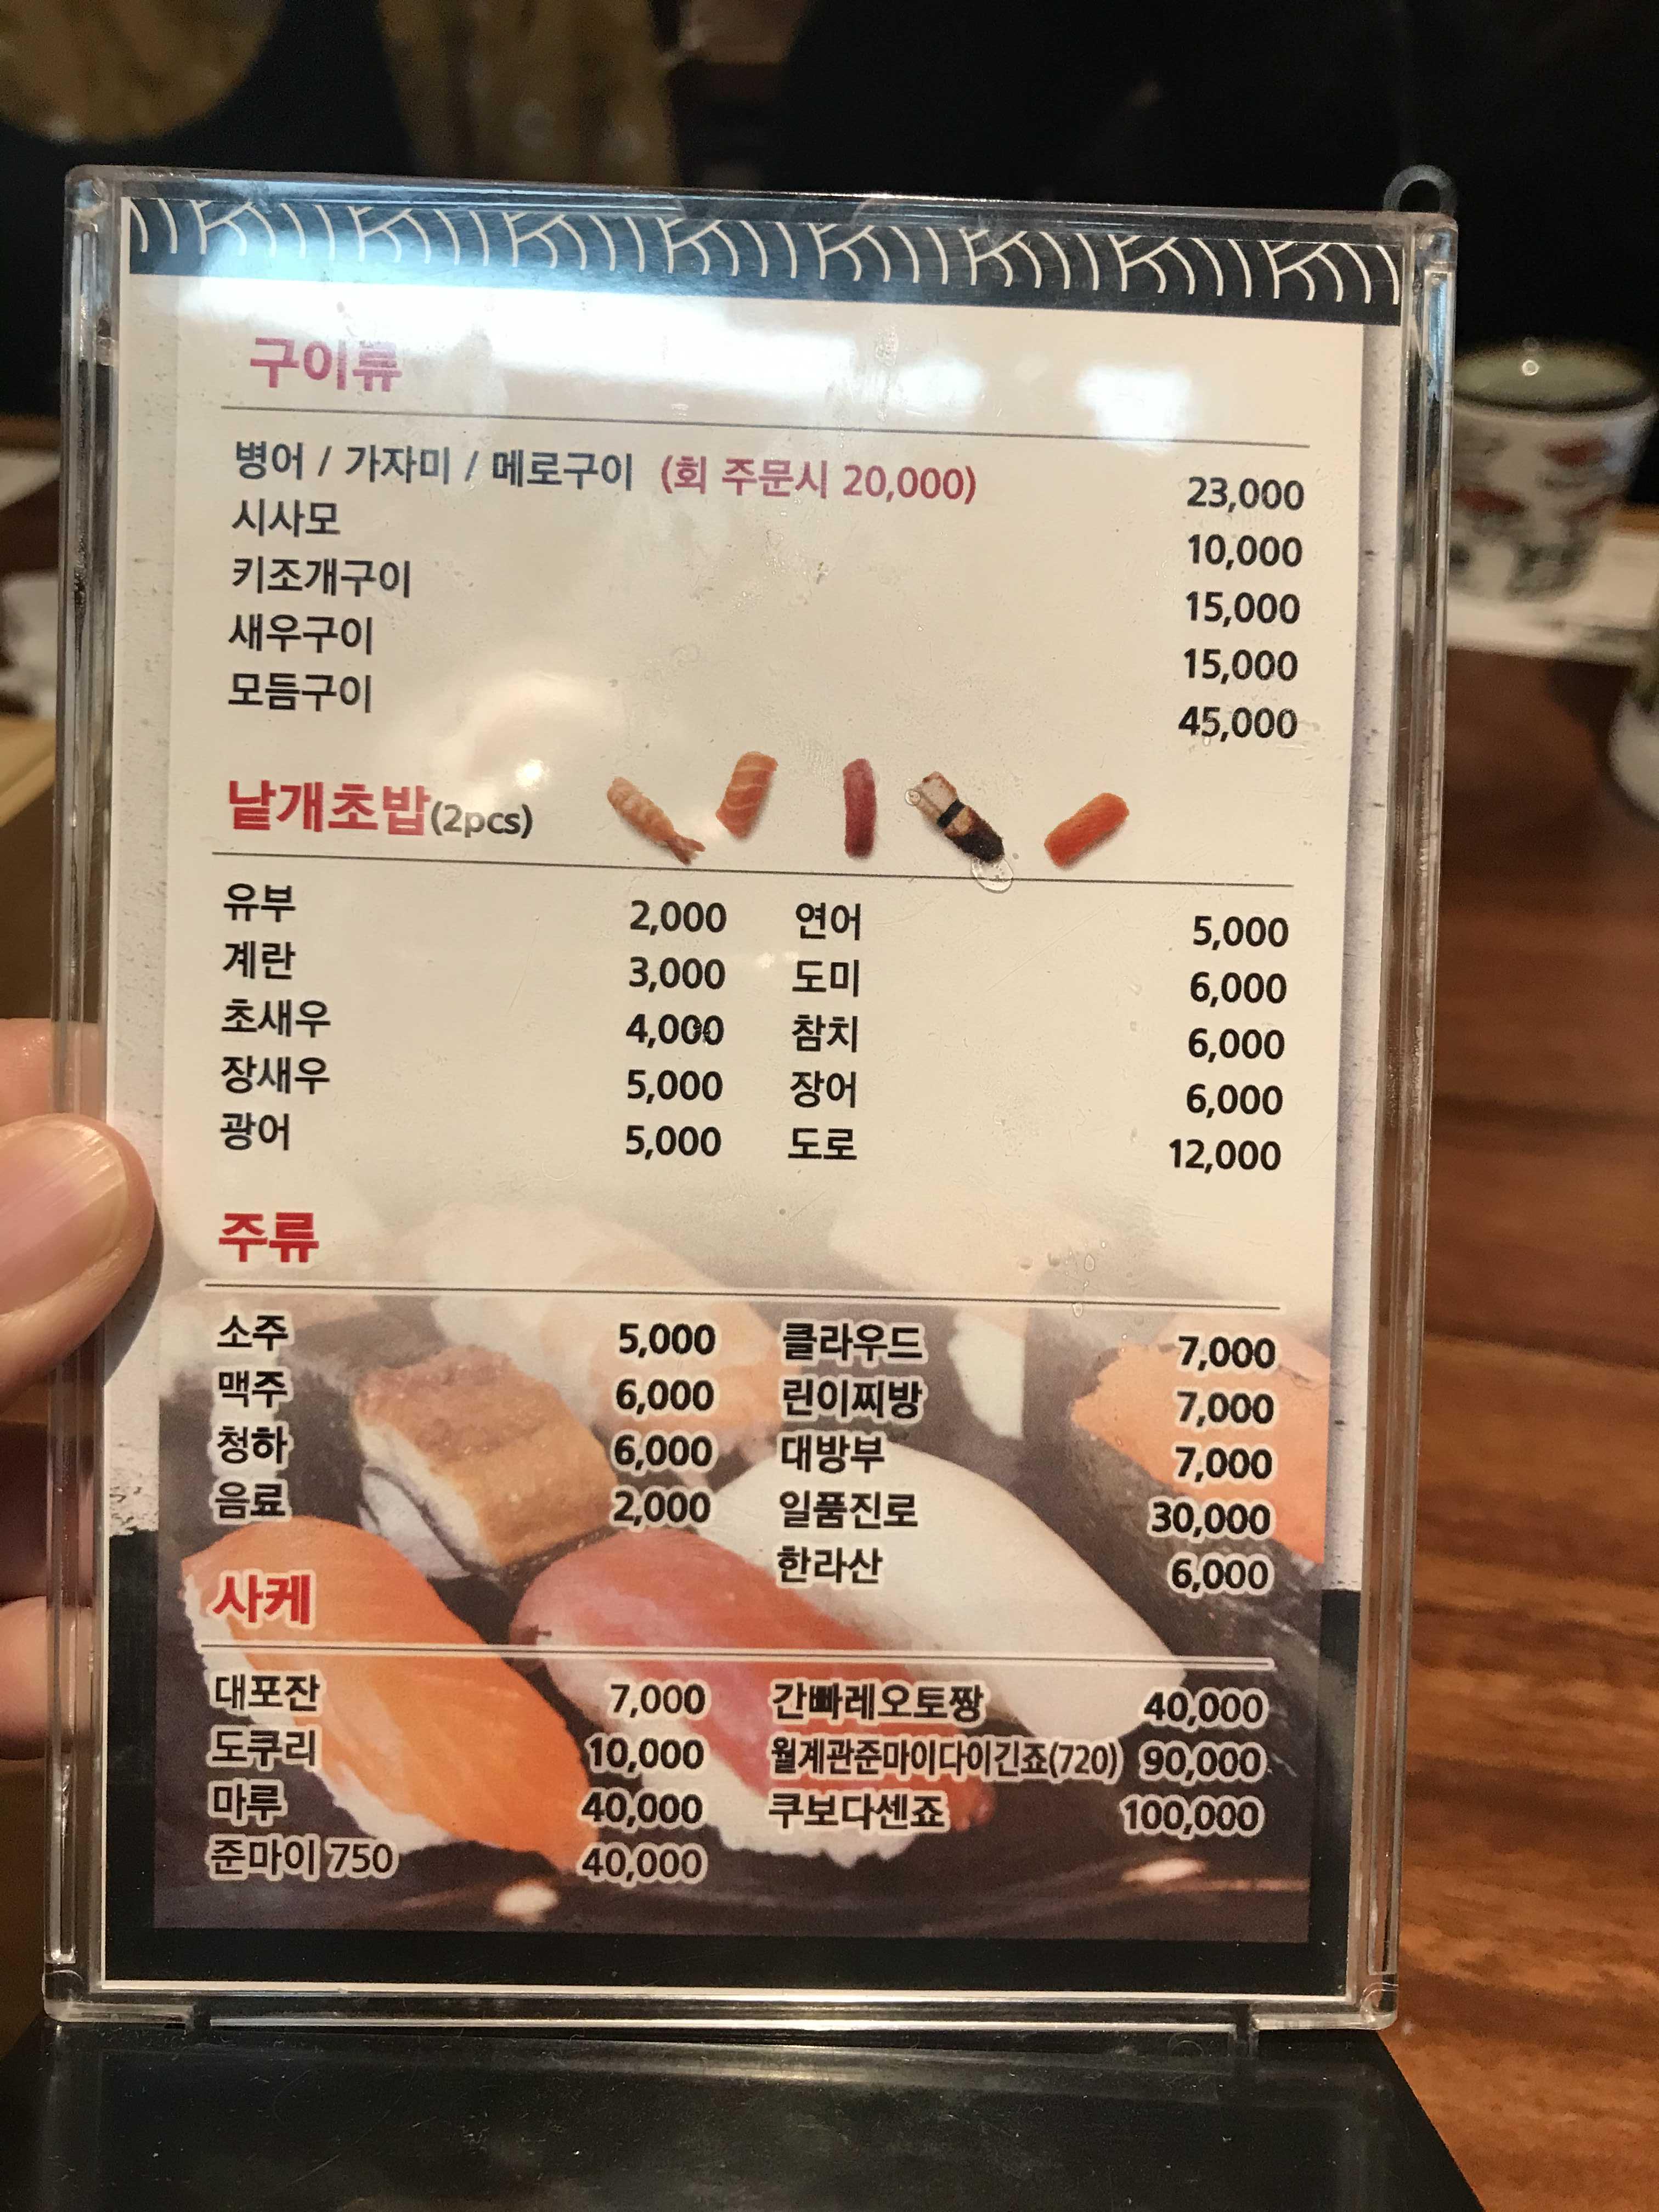 구이류
병어 / 가자미 / 메로구이 (회 주문시 20,000) 23,000
시사모 10,000
키조개구이 15,000
새우구이 15,000
모듬구이 45,000
낱개초밥(2pcs)
유부 2,000 연어 5,000
계란 3,000 도미 6,000
초새우 4,000 참치 6,000
장새우 5,000 장어 6,000
광어 5,000 도로 12,000
주류
소주 5,000 클라우드 7,000
맥주 6,000 린이찌방 7,000
청하 6,000 대방부 7,000
음료 2,000 일품진로 30,000
한라산 6,000
사케
대포잔 7,000 간빠레오토짱 40,000
도쿠리 10,000 월계관준마이다이긴죠(720) 90,000
마루 40,000 쿠보다센죠 100,000
준마이 750 40,000